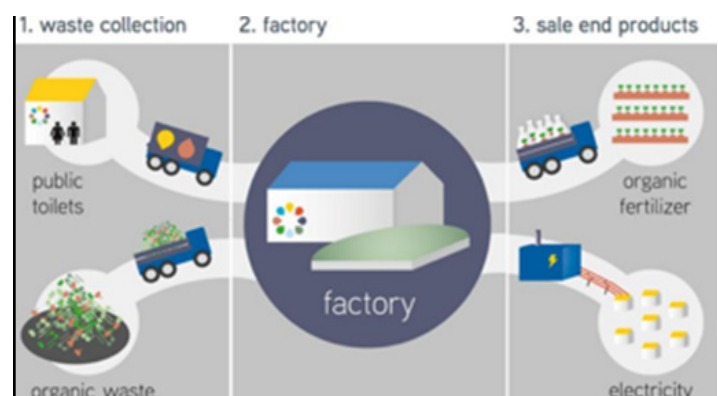 1. waste collection
2. factory
3. sale end products
public
toilets
organic
fertilizer
factory
organic waste
electricity